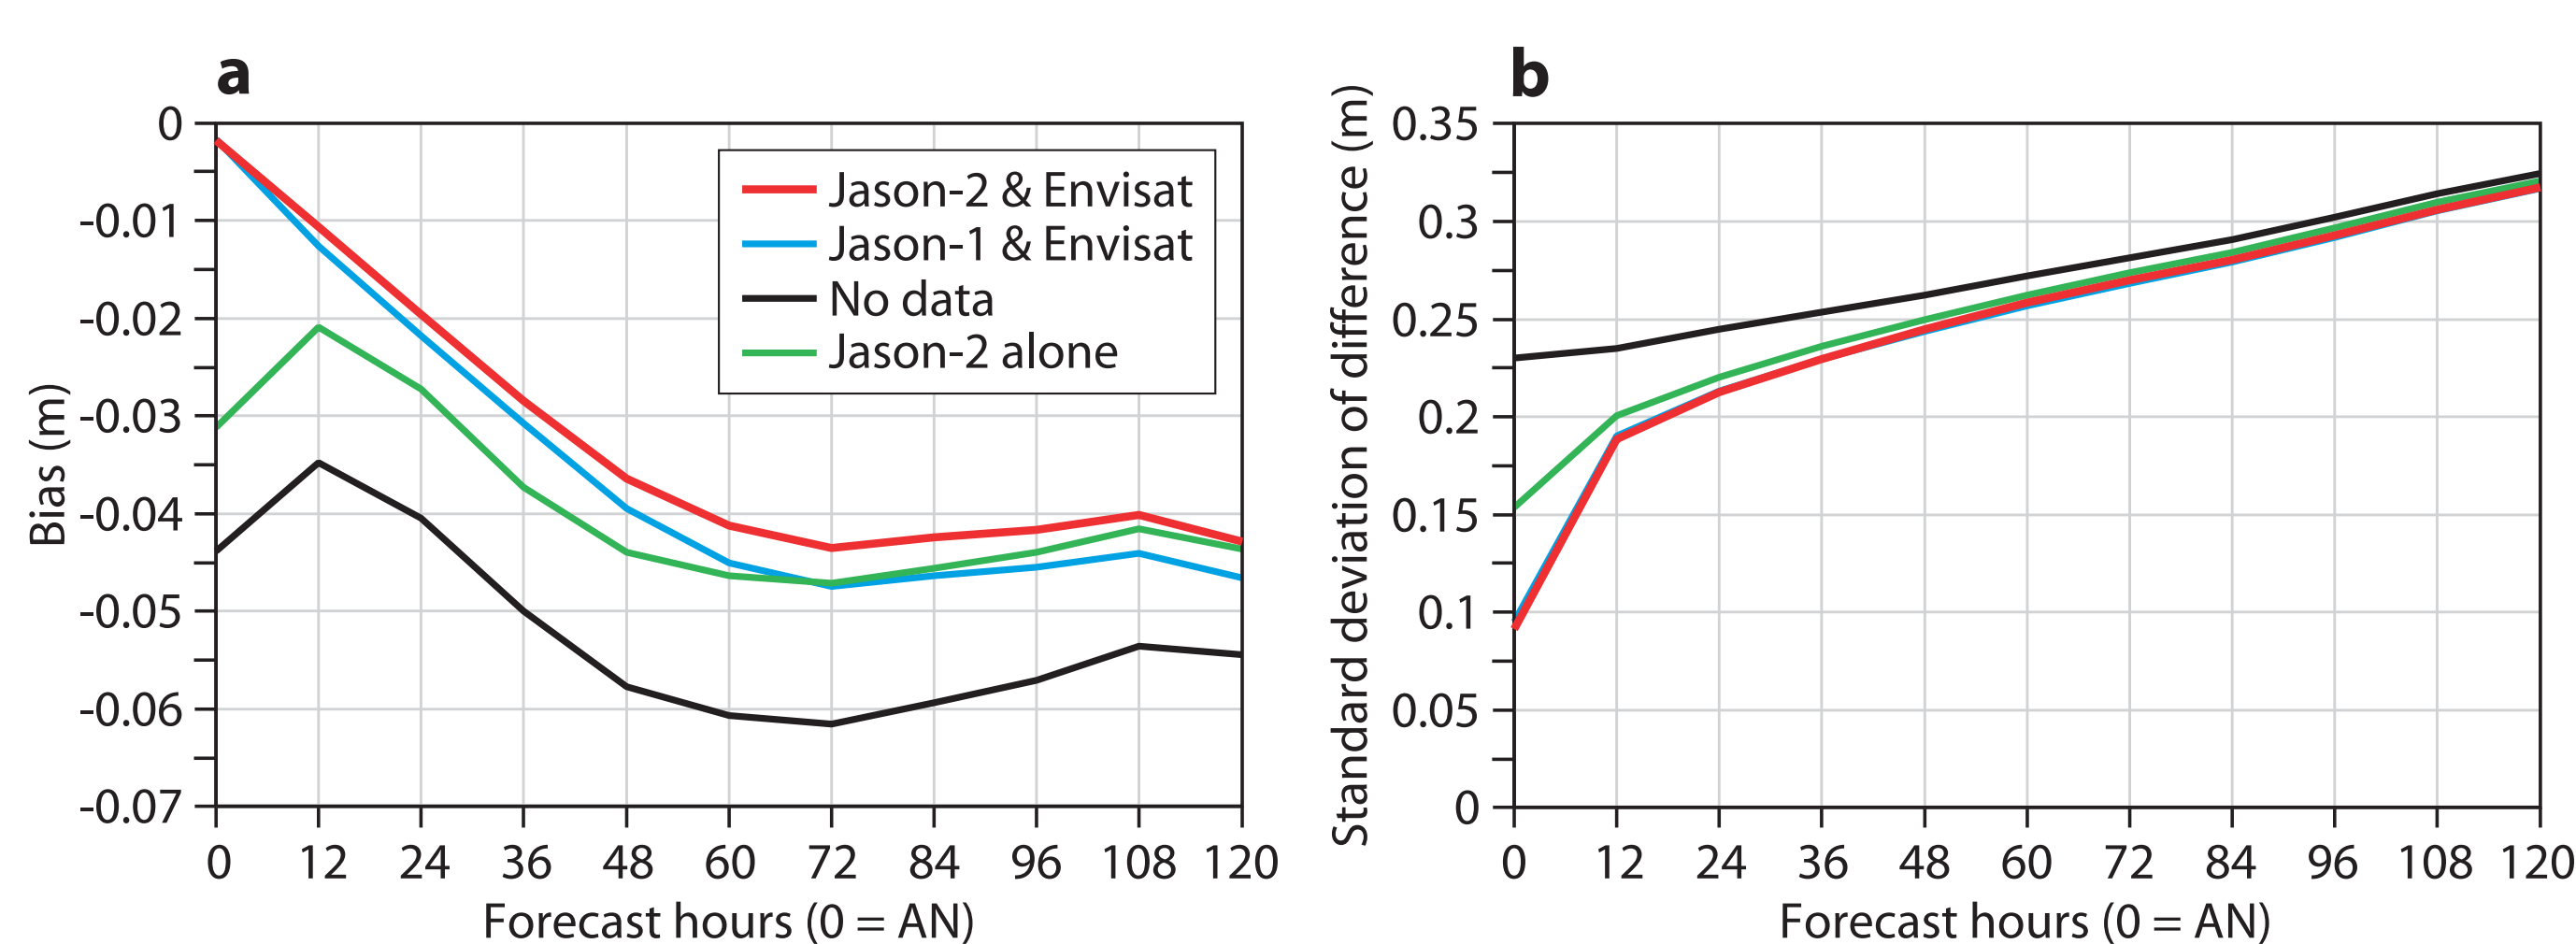 a
0
-0.01
-0.02
-0.03
-0.04
-0.05
-0.06
-0.07
Bias (m)
Jason-2 & Envisat
Jason-1 & Envisat
No data
Jason-2 alone
0 12 24 36 48 60 72 84 96 108 120
Forecast hours (0 = AN)
b
0.35
0.3
0.25
0.2
0.15
0.1
0.05
0
Standard deviation of difference (m)
0 12 24 36 48 60 72 84 96 108 120
Forecast hours (0 = AN)